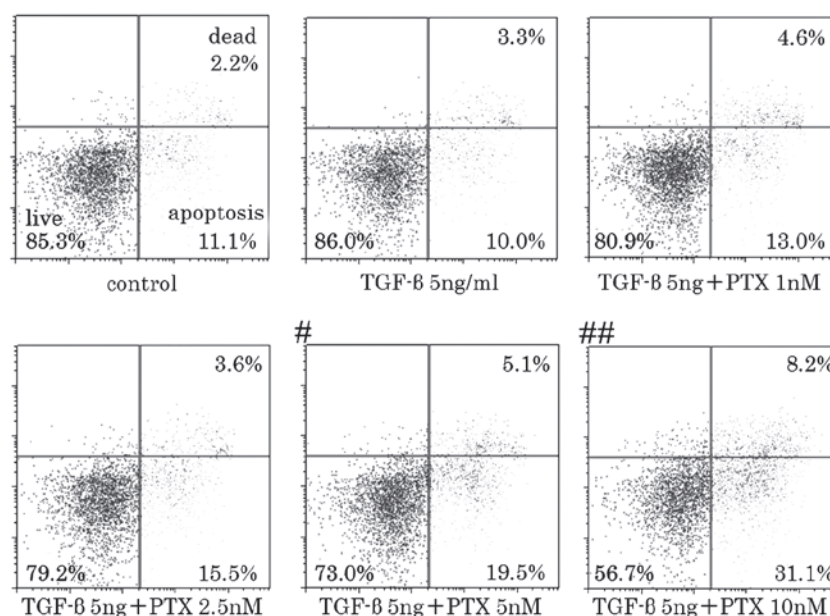 dead
2.2%
live
85.3%
apoptosis
11.1%
control
3.3%
86.0%
10.0%
TGF-β 5ng/ml
4.6%
80.9%
13.0%
TGF-β 5ng+PTX 1nM
3.6%
79.2%
15.5%
TGF-β 5ng+PTX 2.5nM
#
5.1%
73.0%
19.5%
TGF-β 5ng+PTX 5nM
##
8.2%
56.7%
31.1%
TGF-β 5ng+PTX 10nM